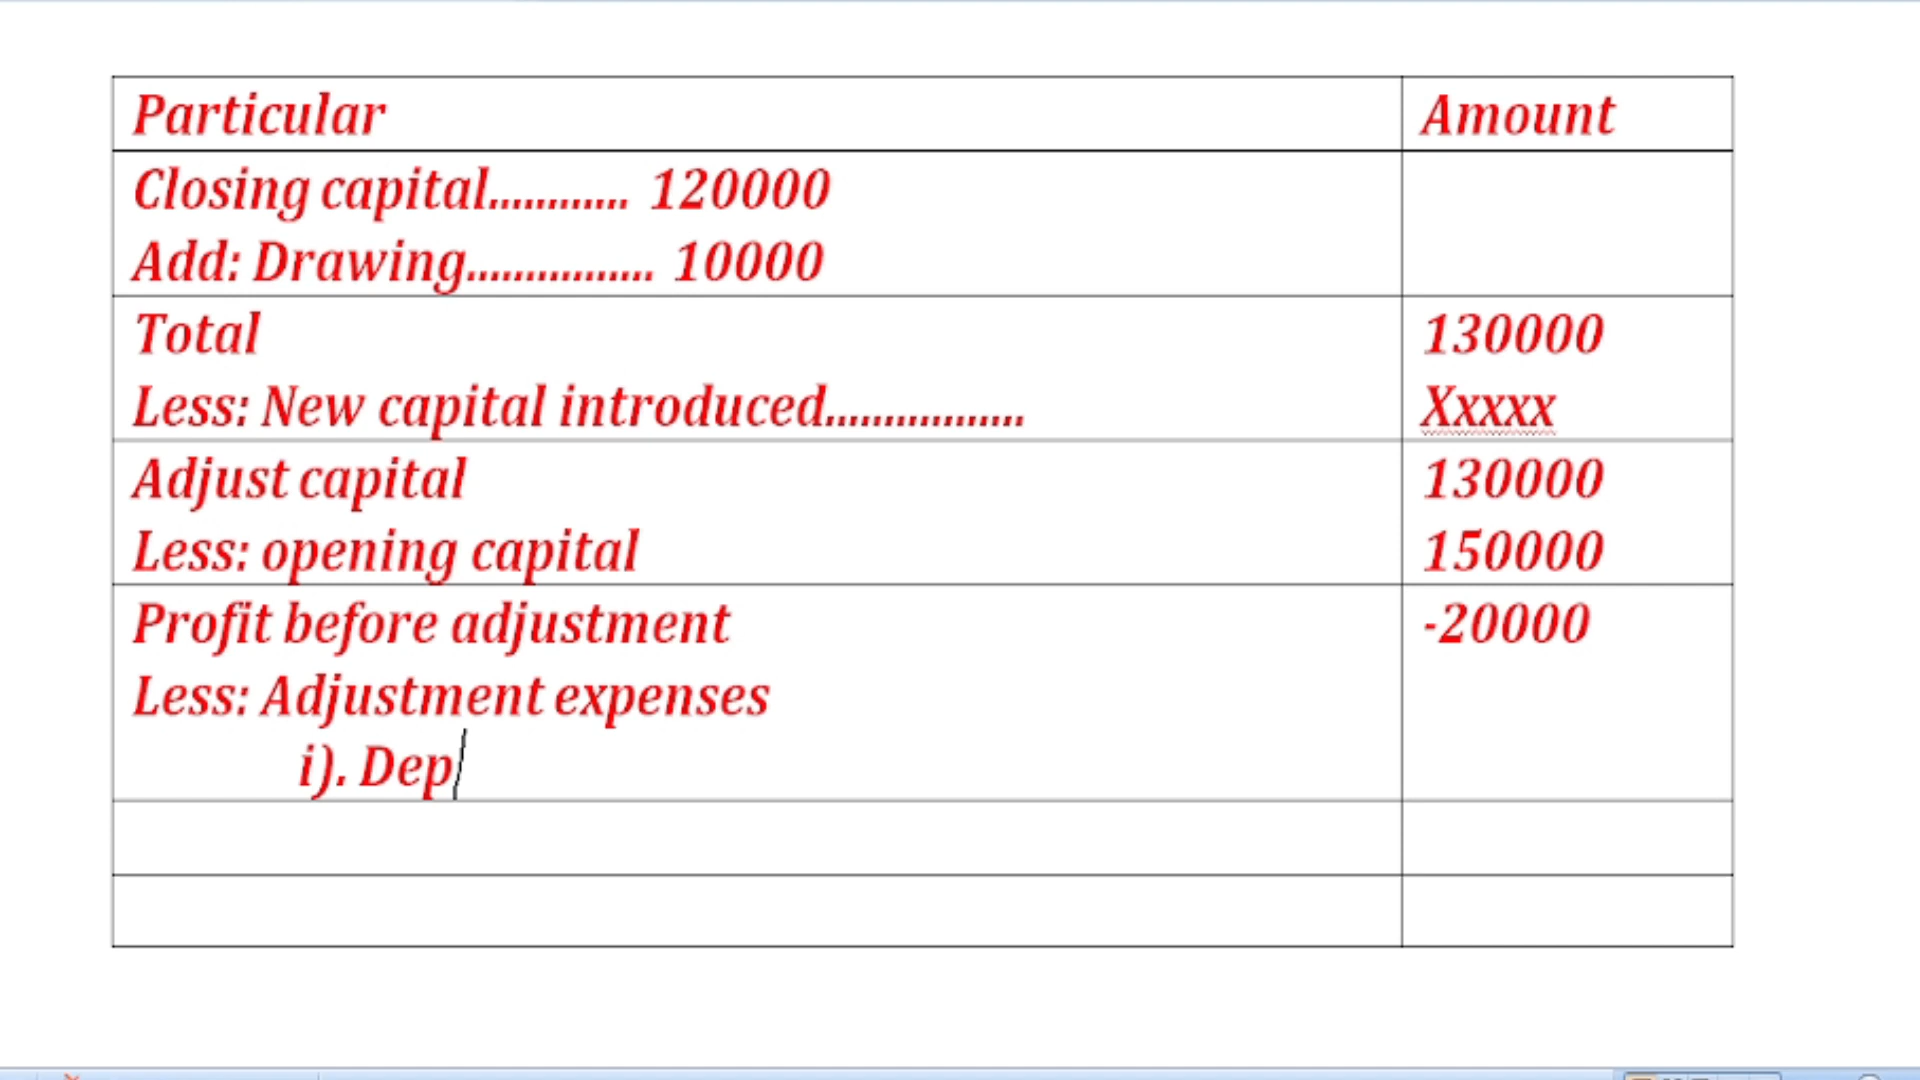 Particular Amount
Closing capital............ 120000
Add: Drawing................ 10000
Total 130000
Less: New capital introduced................. Xxxxx
Adjust capital 130000
Less: opening capital 150000
Profit before adjustment -20000
Less: Adjustment expenses
i). Dep